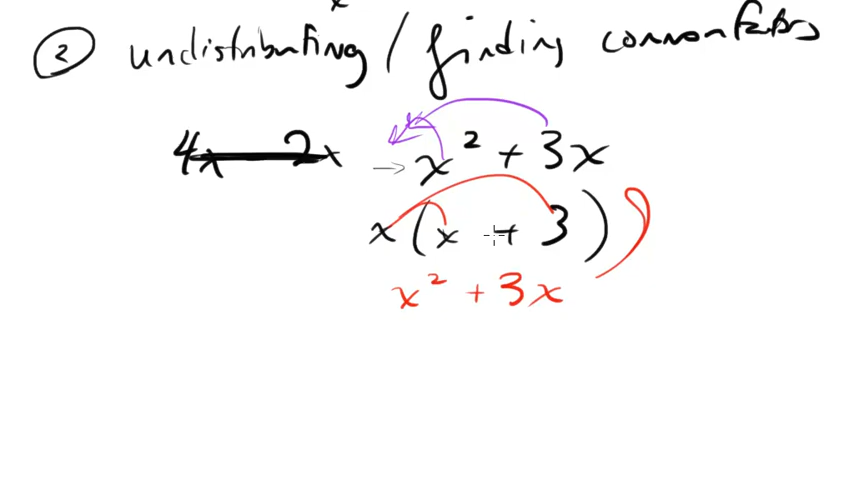 x
② undistributing / finding common factors
4x 2x → x² + 3x
x(x + 3)
x² + 3x